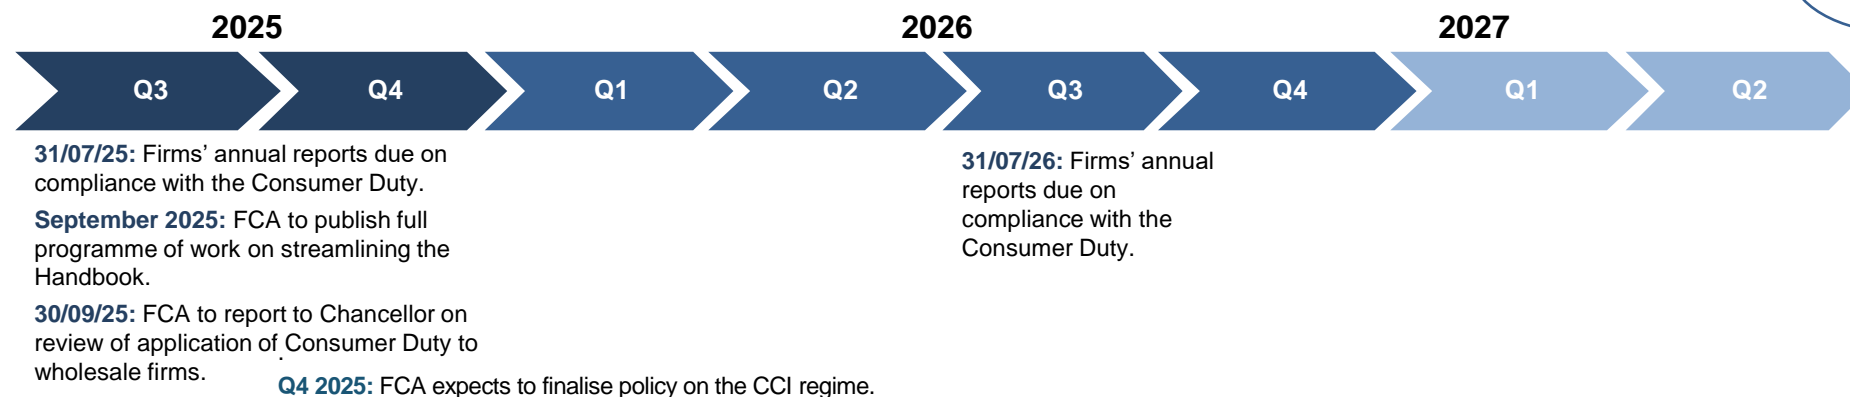 2025 2026 2027
Q3 Q4 Q1 Q2 Q3 Q4 Q1 Q2
31/07/25: Firms’ annual reports due on
compliance with the Consumer Duty.
September 2025: FCA to publish full
programme of work on streamlining the
Handbook.
30/09/25: FCA to report to Chancellor on
review of application of Consumer Duty to
wholesale firms.
.
Q4 2025: FCA expects to finalise policy on the CCI regime.
31/07/26: Firms’ annual
reports due on
compliance with the
Consumer Duty.